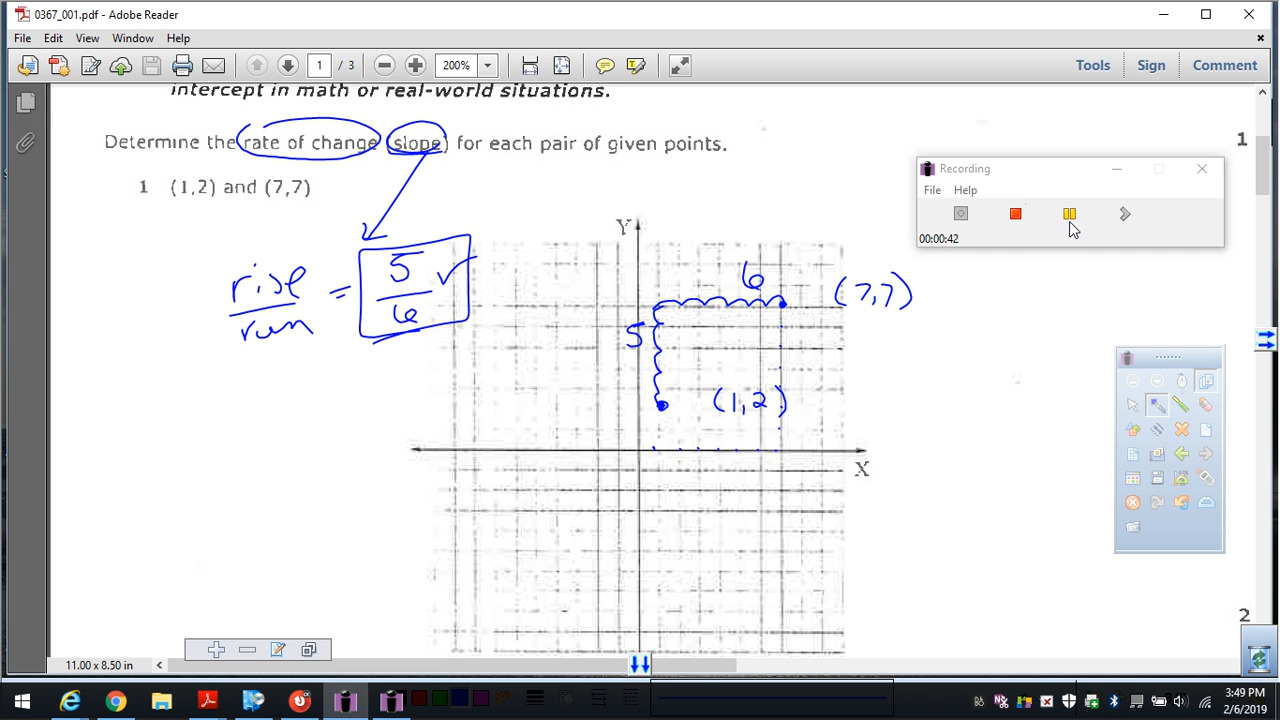 0367_001.pdf - Adobe Reader
File Edit View Window Help
1 / 3 200% Tools Sign Comment
intercept in math or real-world situations.
Determine the rate of change (slope) for each pair of given points.
1
1 (1,2) and (7,7)
Recording
File Help
00:00:42
Y
rise
run
=
5
6
6
(7,7)
5
(1,2)
X
2
11.00 x 8.50 in
3:49 PM
2/6/2019